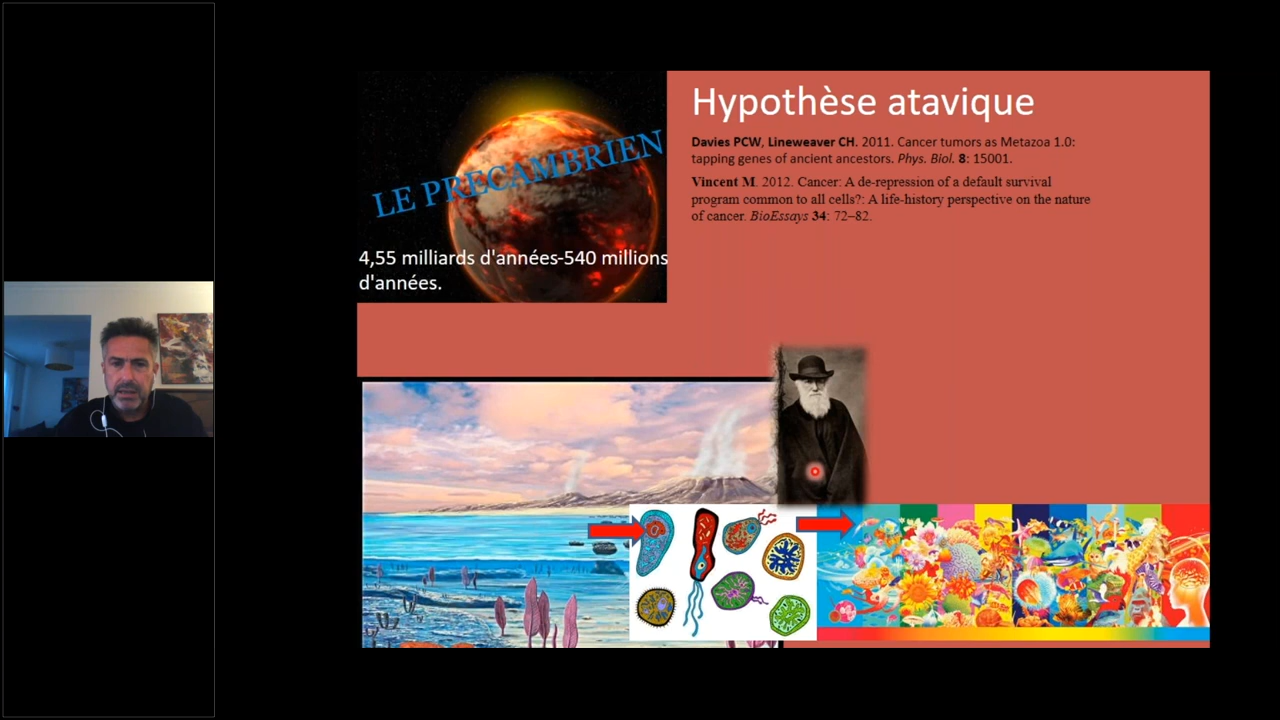 LE PRECAMBRIEN
4,55 milliards d'années-540 millions
d'années.
Hypothèse atavique
Davies PCW, Lineweaver CH. 2011. Cancer tumors as Metazoa 1.0:
tapping genes of ancient ancestors. Phys. Biol. 8: 15001.
Vincent M. 2012. Cancer: A de-repression of a default survival
program common to all cells?: A life-history perspective on the nature
of cancer. BioEssays 34: 72–82.